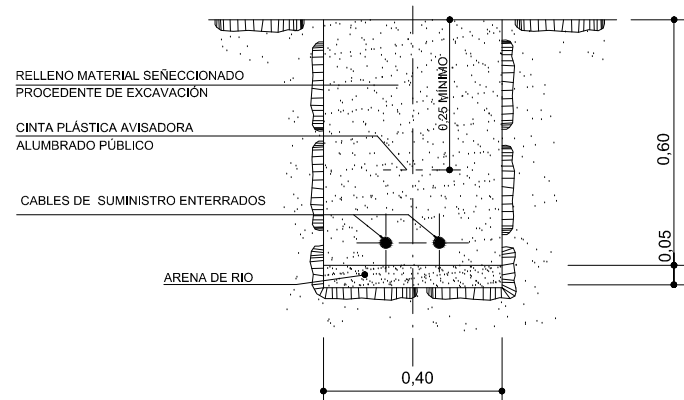 RELLENO MATERIAL SEÑECCIONADO
PROCEDENTE DE EXCAVACIÓN
CINTA PLÁSTICA AVISADORA
ALUMBRADO PÚBLICO
CABLES DE SUMINISTRO ENTERRADOS
ARENA DE RIO
0,25 MÍNIMO
0,60
0,05
0,40